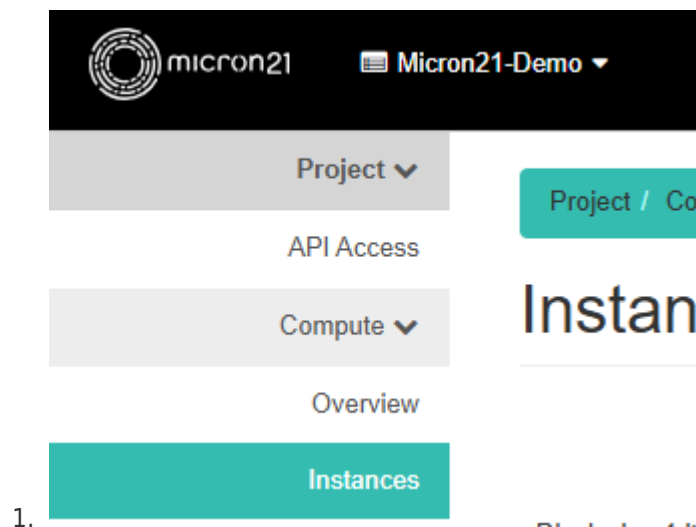 micron21 Micron21-Demo
Project
API Access
Project / Co
Compute
Instan
Overview
Instances
1.